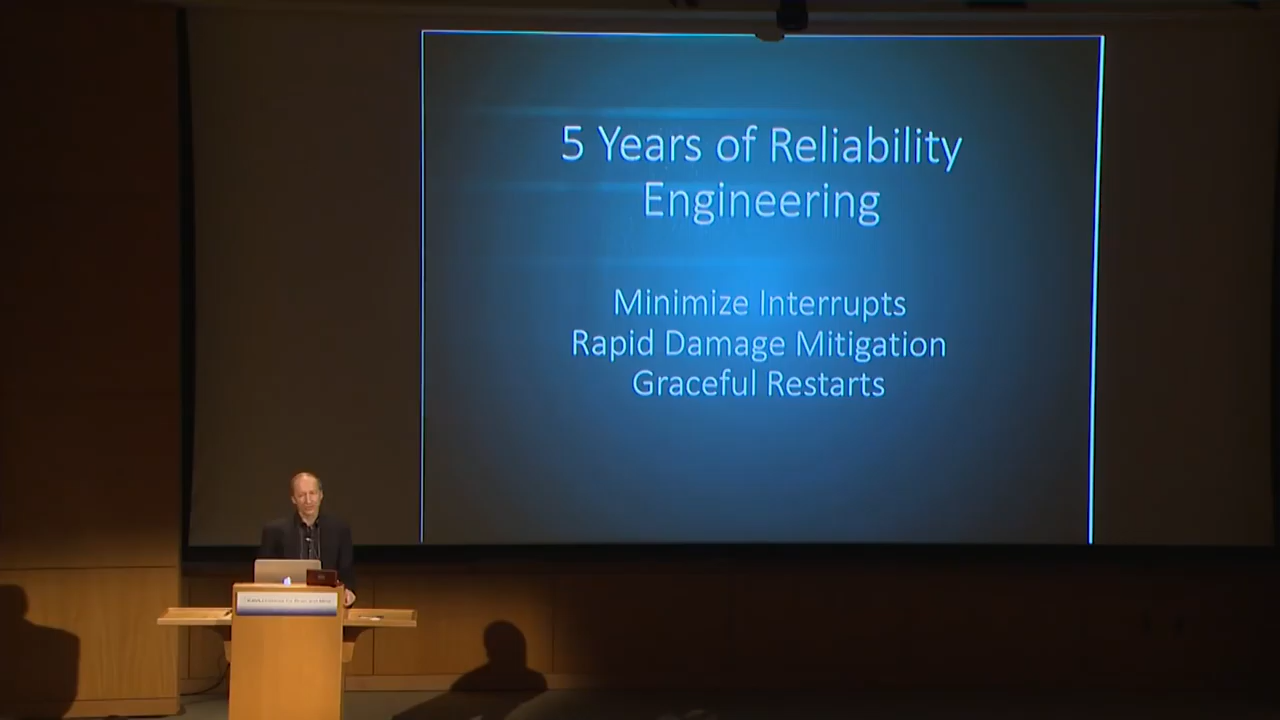 5 Years of Reliability
Engineering
Minimize Interrupts
Rapid Damage Mitigation
Graceful Restarts